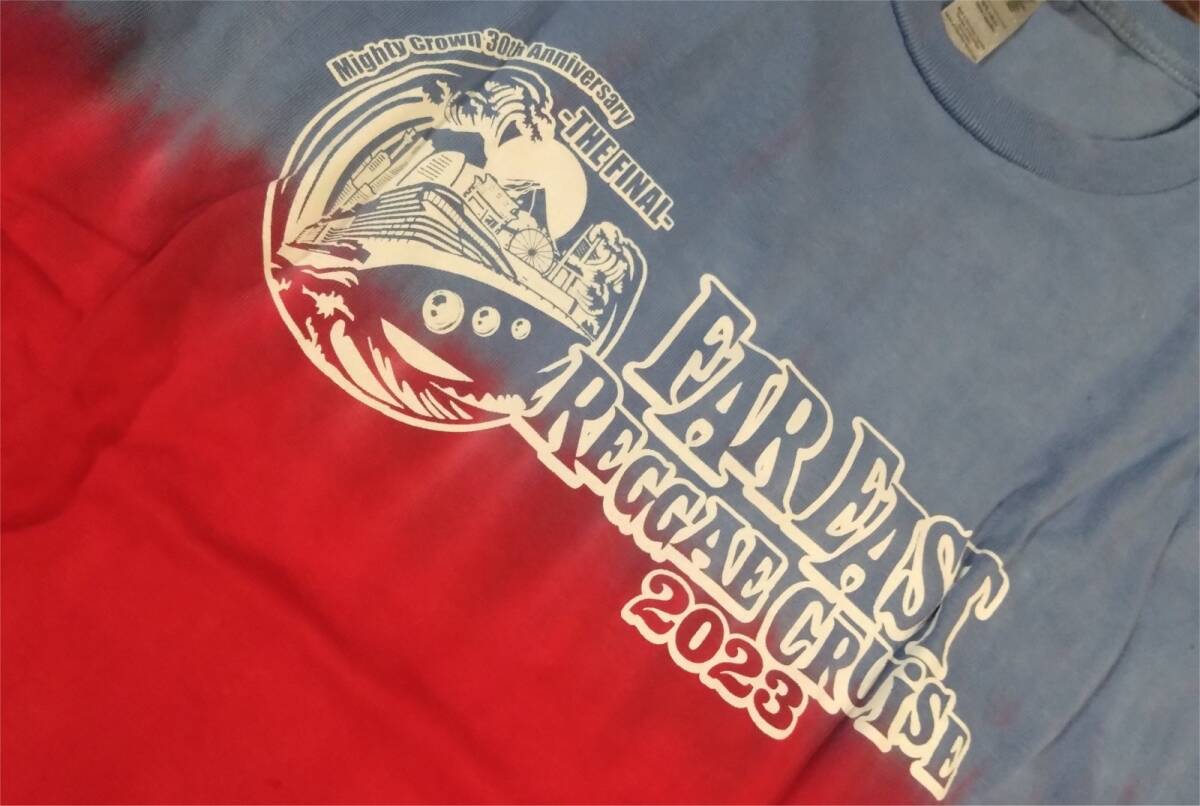 Mighty Crown 30th Anniversary
-THE FINAL-
FAR EAST
REGGAE CRUiSE
2023